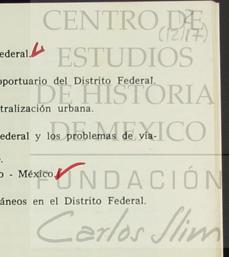 CENTRO DE
ESTUDIOS
DE HISTORIA
DE MEXICO
FUNDACIÓN
Carlos Slim
(12/17)
ederal.
oportuario del Distrito Federal.
tralización urbana.
ederal y los problemas de via-
o - México.
áneos en el Distrito Federal.